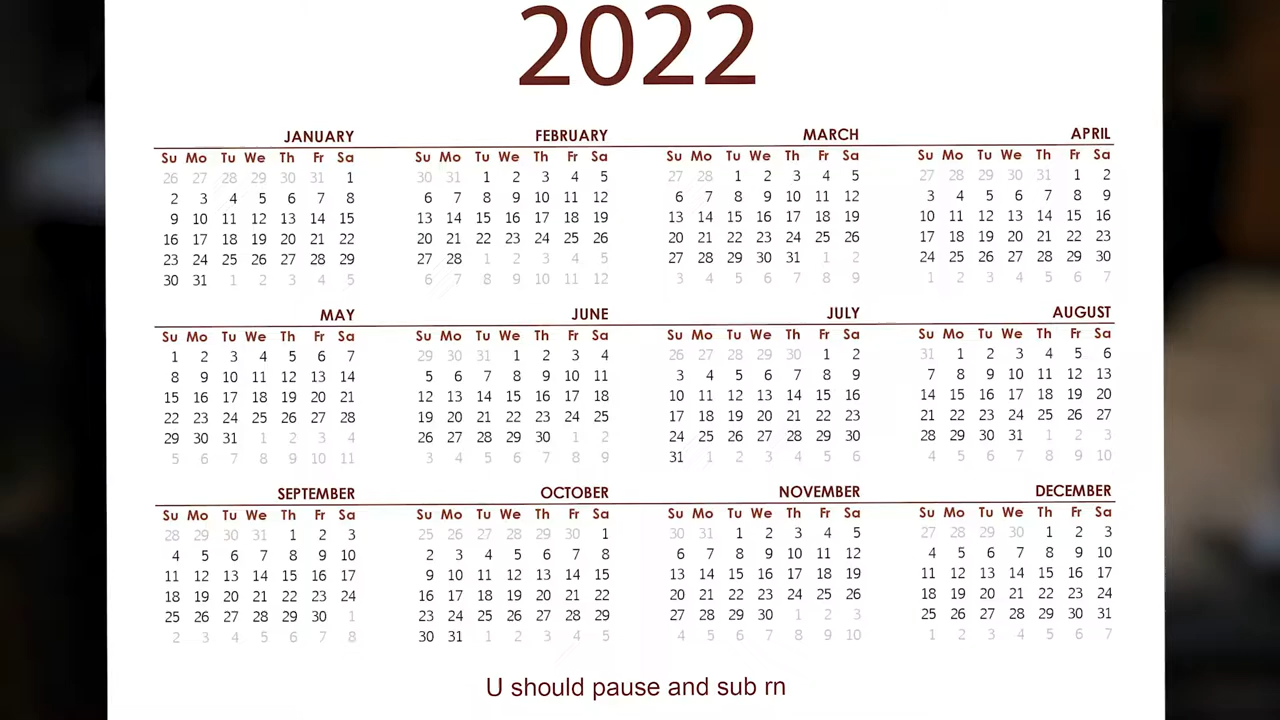 2022
JANUARY FEBRUARY MARCH APRIL
Su Mo Tu We Th Fr Sa Su Mo Tu We Th Fr Sa Su Mo Tu We Th Fr Sa Su Mo Tu We Th Fr Sa
26 27 28 29 30 31 1 30 31 1 2 3 4 5 27 28 1 2 3 4 5 27 28 29 30 31 1 2
2 3 4 5 6 7 8 6 7 8 9 10 11 12 6 7 8 9 10 11 12 3 4 5 6 7 8 9
9 10 11 12 13 14 15 13 14 15 16 17 18 19 13 14 15 16 17 18 19 10 11 12 13 14 15 16
16 17 18 19 20 21 22 20 21 22 23 24 25 26 20 21 22 23 24 25 26 17 18 19 20 21 22 23
23 24 25 26 27 28 29 27 28 1 2 3 4 5 27 28 29 30 31 1 2 24 25 26 27 28 29 30
30 31 1 2 3 4 5 6 7 8 9 10 11 12 3 4 5 6 7 8 9 1 2 3 4 5 6 7
MAY JUNE JULY AUGUST
Su Mo Tu We Th Fr Sa Su Mo Tu We Th Fr Sa Su Mo Tu We Th Fr Sa Su Mo Tu We Th Fr Sa
1 2 3 4 5 6 7 29 30 31 1 2 3 4 26 27 28 29 30 1 2 31 1 2 3 4 5 6
8 9 10 11 12 13 14 5 6 7 8 9 10 11 3 4 5 6 7 8 9 7 8 9 10 11 12 13
15 16 17 18 19 20 21 12 13 14 15 16 17 18 10 11 12 13 14 15 16 14 15 16 17 18 19 20
22 23 24 25 26 27 28 19 20 21 22 23 24 25 17 18 19 20 21 22 23 21 22 23 24 25 26 27
29 30 31 1 2 3 4 26 27 28 29 30 1 2 24 25 26 27 28 29 30 28 29 30 31 1 2 3
5 6 7 8 9 10 11 3 4 5 6 7 8 9 31 1 2 3 4 5 6 4 5 6 7 8 9 10
SEPTEMBER OCTOBER NOVEMBER DECEMBER
Su Mo Tu We Th Fr Sa Su Mo Tu We Th Fr Sa Su Mo Tu We Th Fr Sa Su Mo Tu We Th Fr Sa
28 29 30 31 1 2 3 25 26 27 28 29 30 1 30 31 1 2 3 4 5 27 28 29 30 1 2 3
4 5 6 7 8 9 10 2 3 4 5 6 7 8 6 7 8 9 10 11 12 4 5 6 7 8 9 10
11 12 13 14 15 16 17 9 10 11 12 13 14 15 13 14 15 16 17 18 19 11 12 13 14 15 16 17
18 19 20 21 22 23 24 16 17 18 19 20 21 22 20 21 22 23 24 25 26 18 19 20 21 22 23 24
25 26 27 28 29 30 1 23 24 25 26 27 28 29 27 28 29 30 1 2 3 25 26 27 28 29 30 31
2 3 4 5 6 7 8 30 31 1 2 3 4 5 4 5 6 7 8 9 10 1 2 3 4 5 6 7
U should pause and sub rn